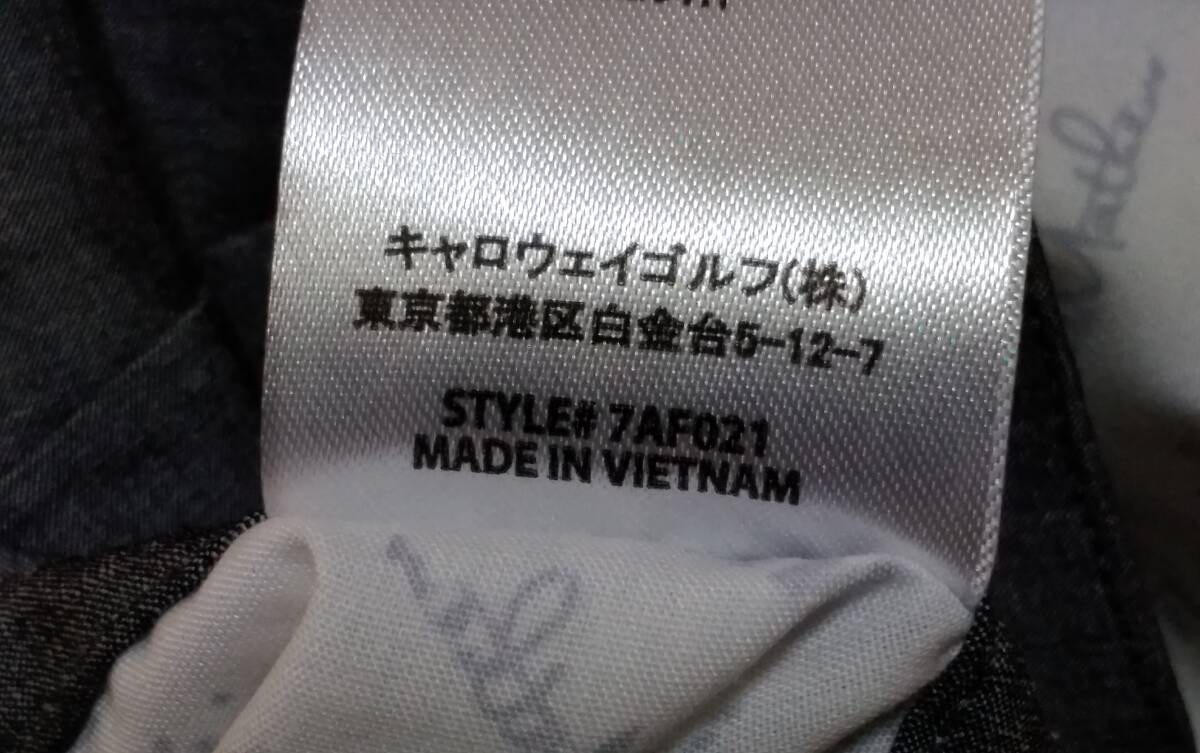 キャロウェイゴルフ(株)
東京都港区白金台5-12-7
STYLE# 7AF021
MADE IN VIETNAM
Mathew